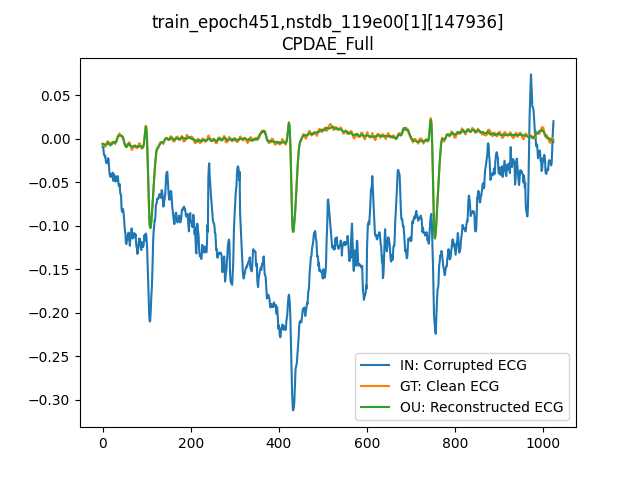 train_epoch451,nstdb_119e00[1][147936]
CPDAE_Full
0.05
0.00
−0.05
−0.10
−0.15
−0.20
−0.25
−0.30
IN: Corrupted ECG
GT: Clean ECG
OU: Reconstructed ECG
0 200 400 600 800 1000